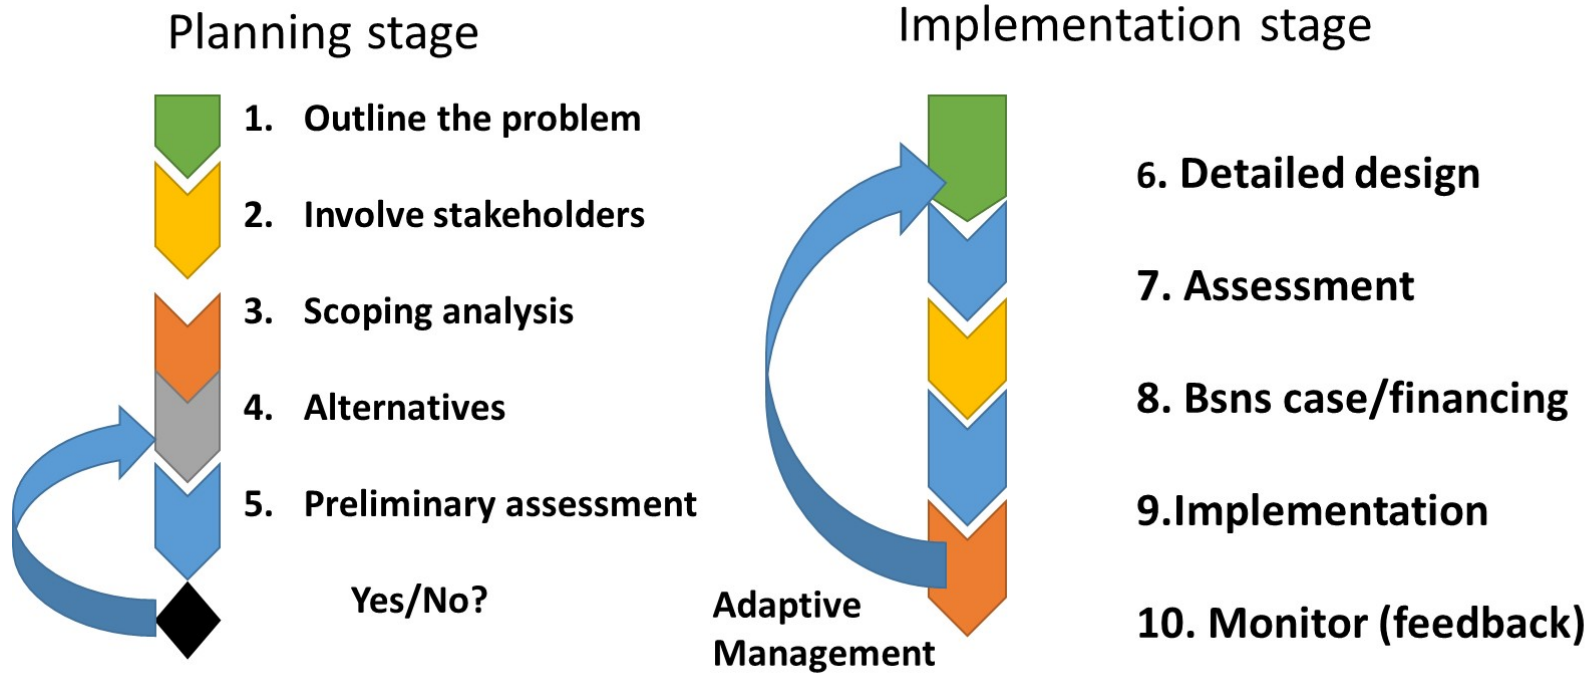 Planning stage
1. Outline the problem
2. Involve stakeholders
3. Scoping analysis
4. Alternatives
5. Preliminary assessment
Yes/No?
Implementation stage
6. Detailed design
7. Assessment
8. Bsns case/financing
9.Implementation
10. Monitor (feedback)
Adaptive
Management